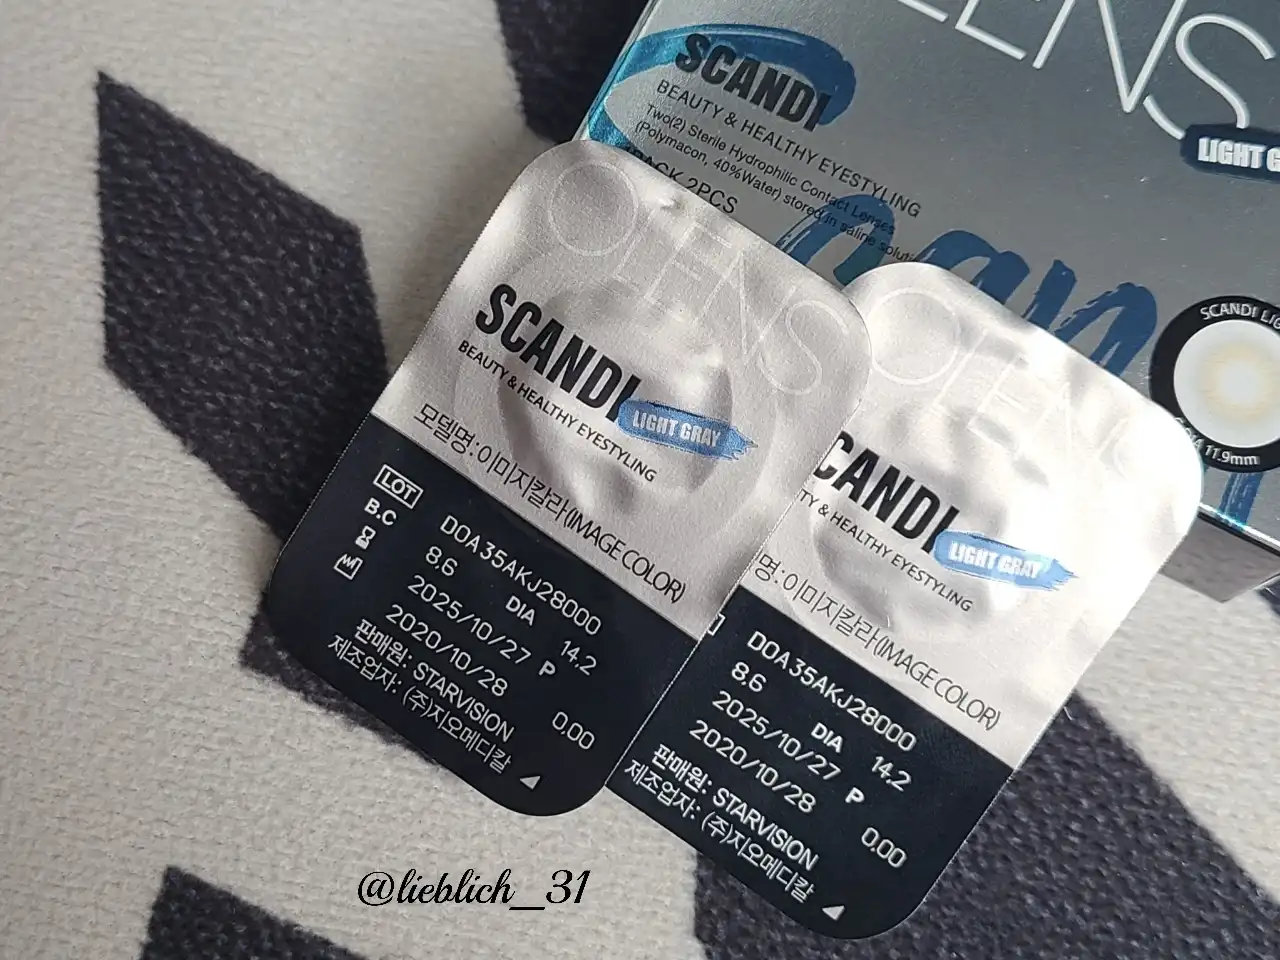 SCANDI
BEAUTY & HEALTHY EYESTYLING
Two(2) Sterile Hydrophilic Contact Lenses
(Polymacon, 40%Water) stored in saline
PACK 2PCS
LIGHT
SCANDI
11.9mm
OLENS
SCANDI
LIGHT GRAY
BEAUTY & HEALTHY EYESTYLING
모델명:이미지칼라(IMAGE COLOR)
LOT DOA35AKJ28000
B.C 8.6 DIA 14.2
2025/10/27 P 0.00
2020/10/28
판매원: STARVISION
제조업자: (주)지오메디칼
SCANDI
LIGHT GRAY
& HEALTHY EYESTYLING
명:이미지칼라(IMAGE COLOR)
DOA35AKJ28000
8.6 DIA 14.2
2025/10/27 P 0.00
2020/10/28
판매원: STARVISION
제조업자: (주)지오메디칼
@lieblich_31